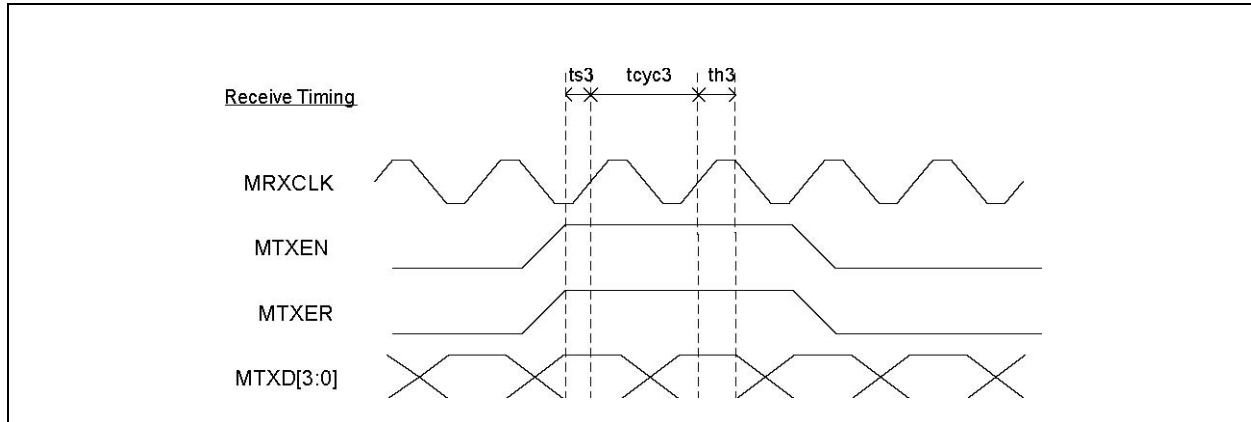 ts3 tcyc3 th3
Receive Timing
MRXCLK
MTXEN
MTXER
MTXD[3:0]